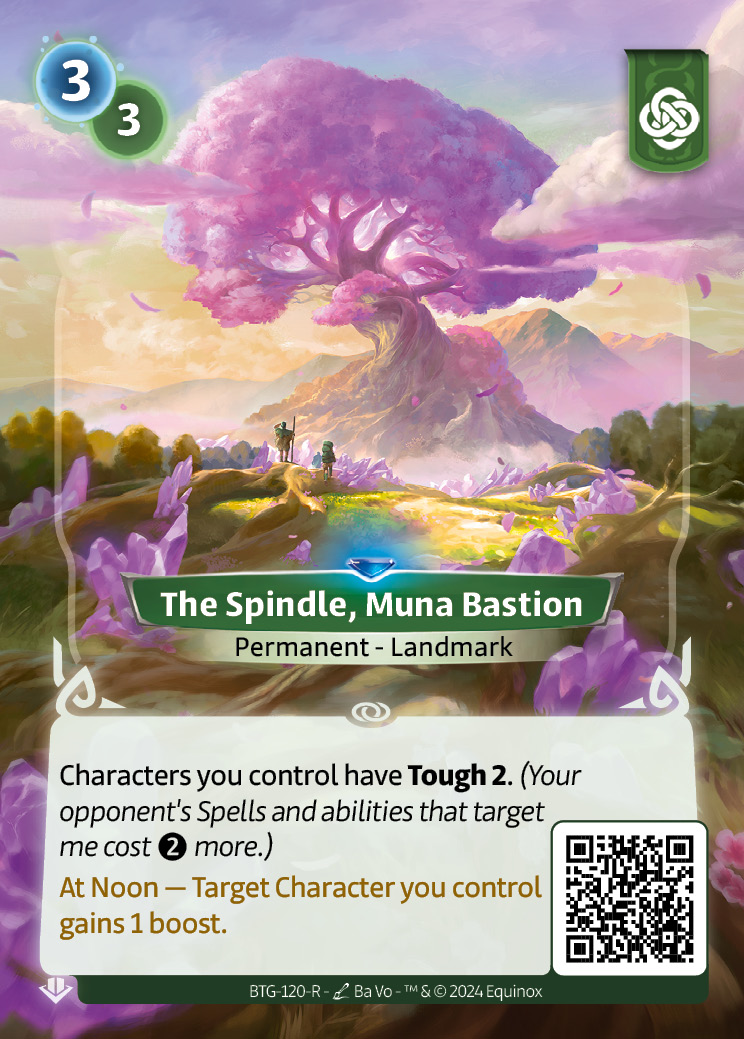 3
3
The Spindle, Muna Bastion
Permanent - Landmark
Characters you control have Tough 2. (Your
opponent's Spells and abilities that target
me cost 2 more.)
At Noon — Target Character you control
gains 1 boost.
BTG-120-R - Ba Vo - ™ & © 2024 Equinox